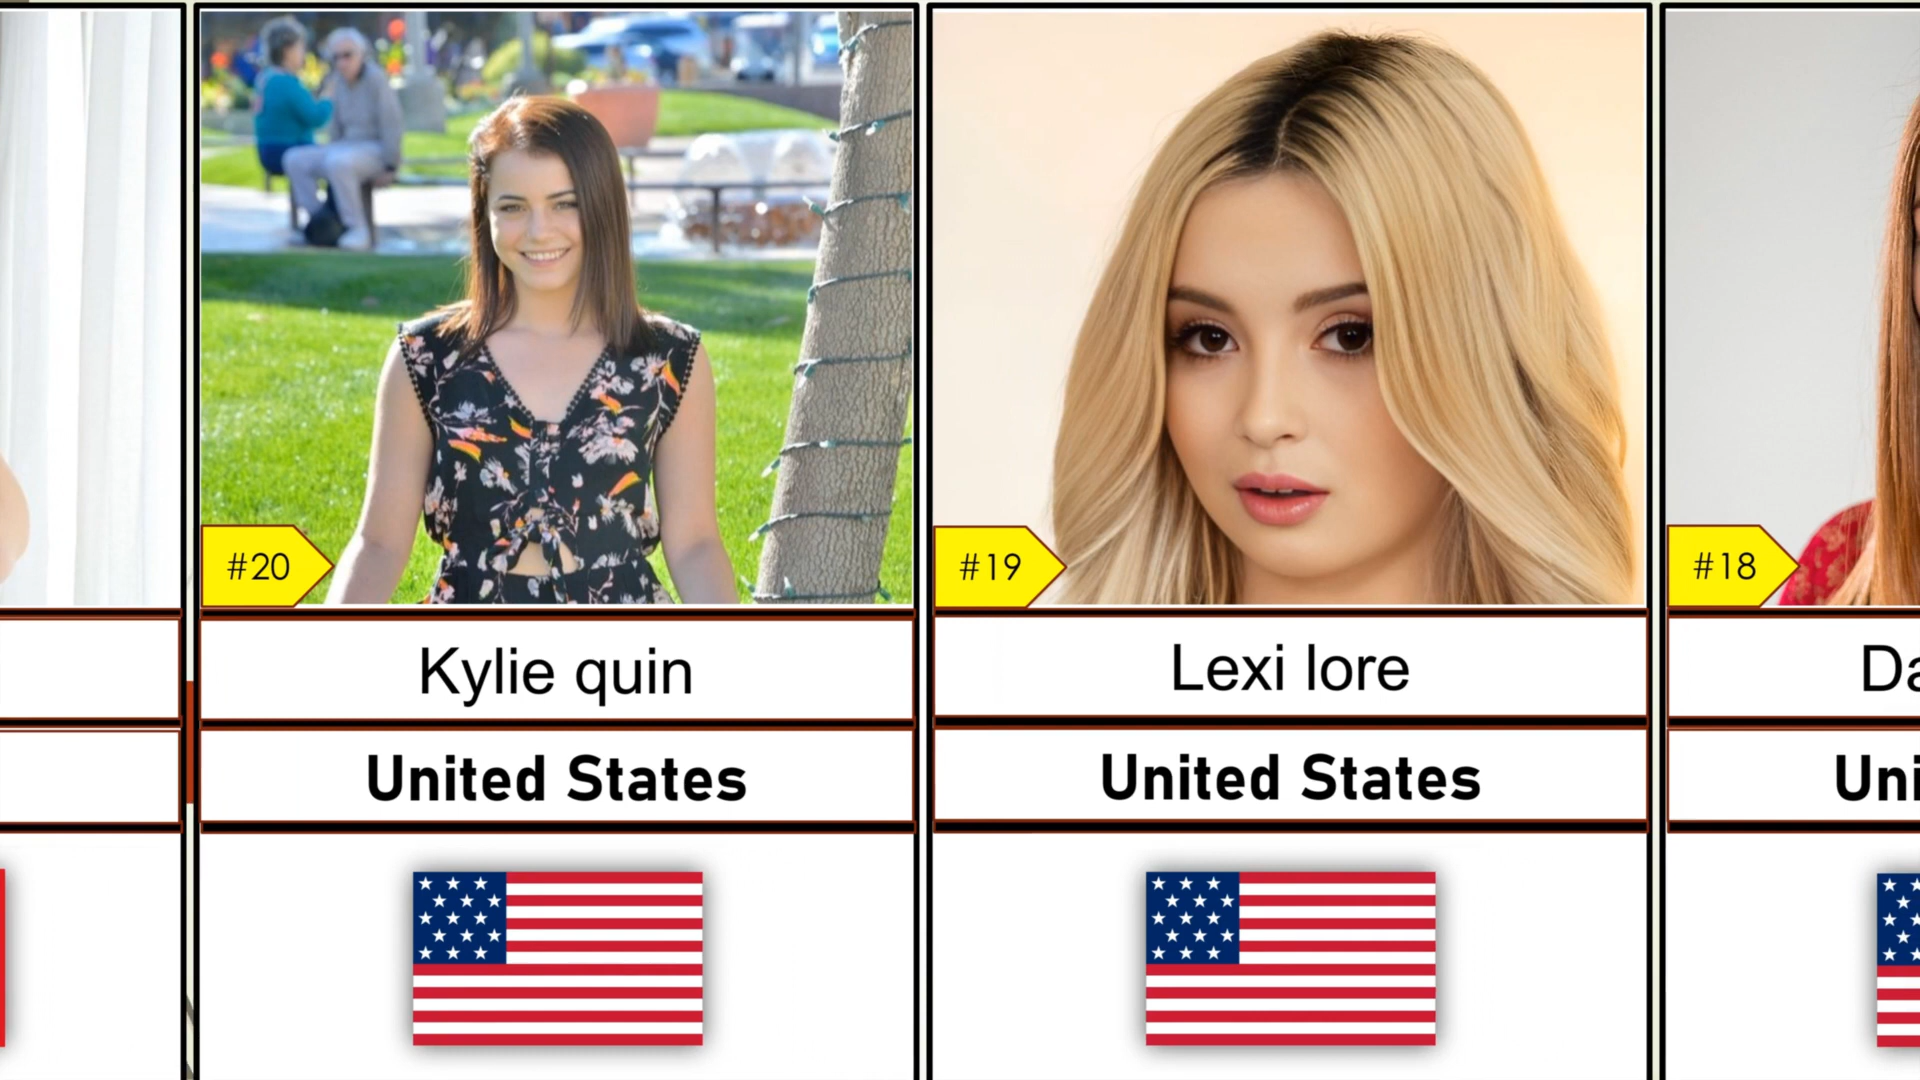 #20
Kylie quin
United States
#19
Lexi lore
United States
#18